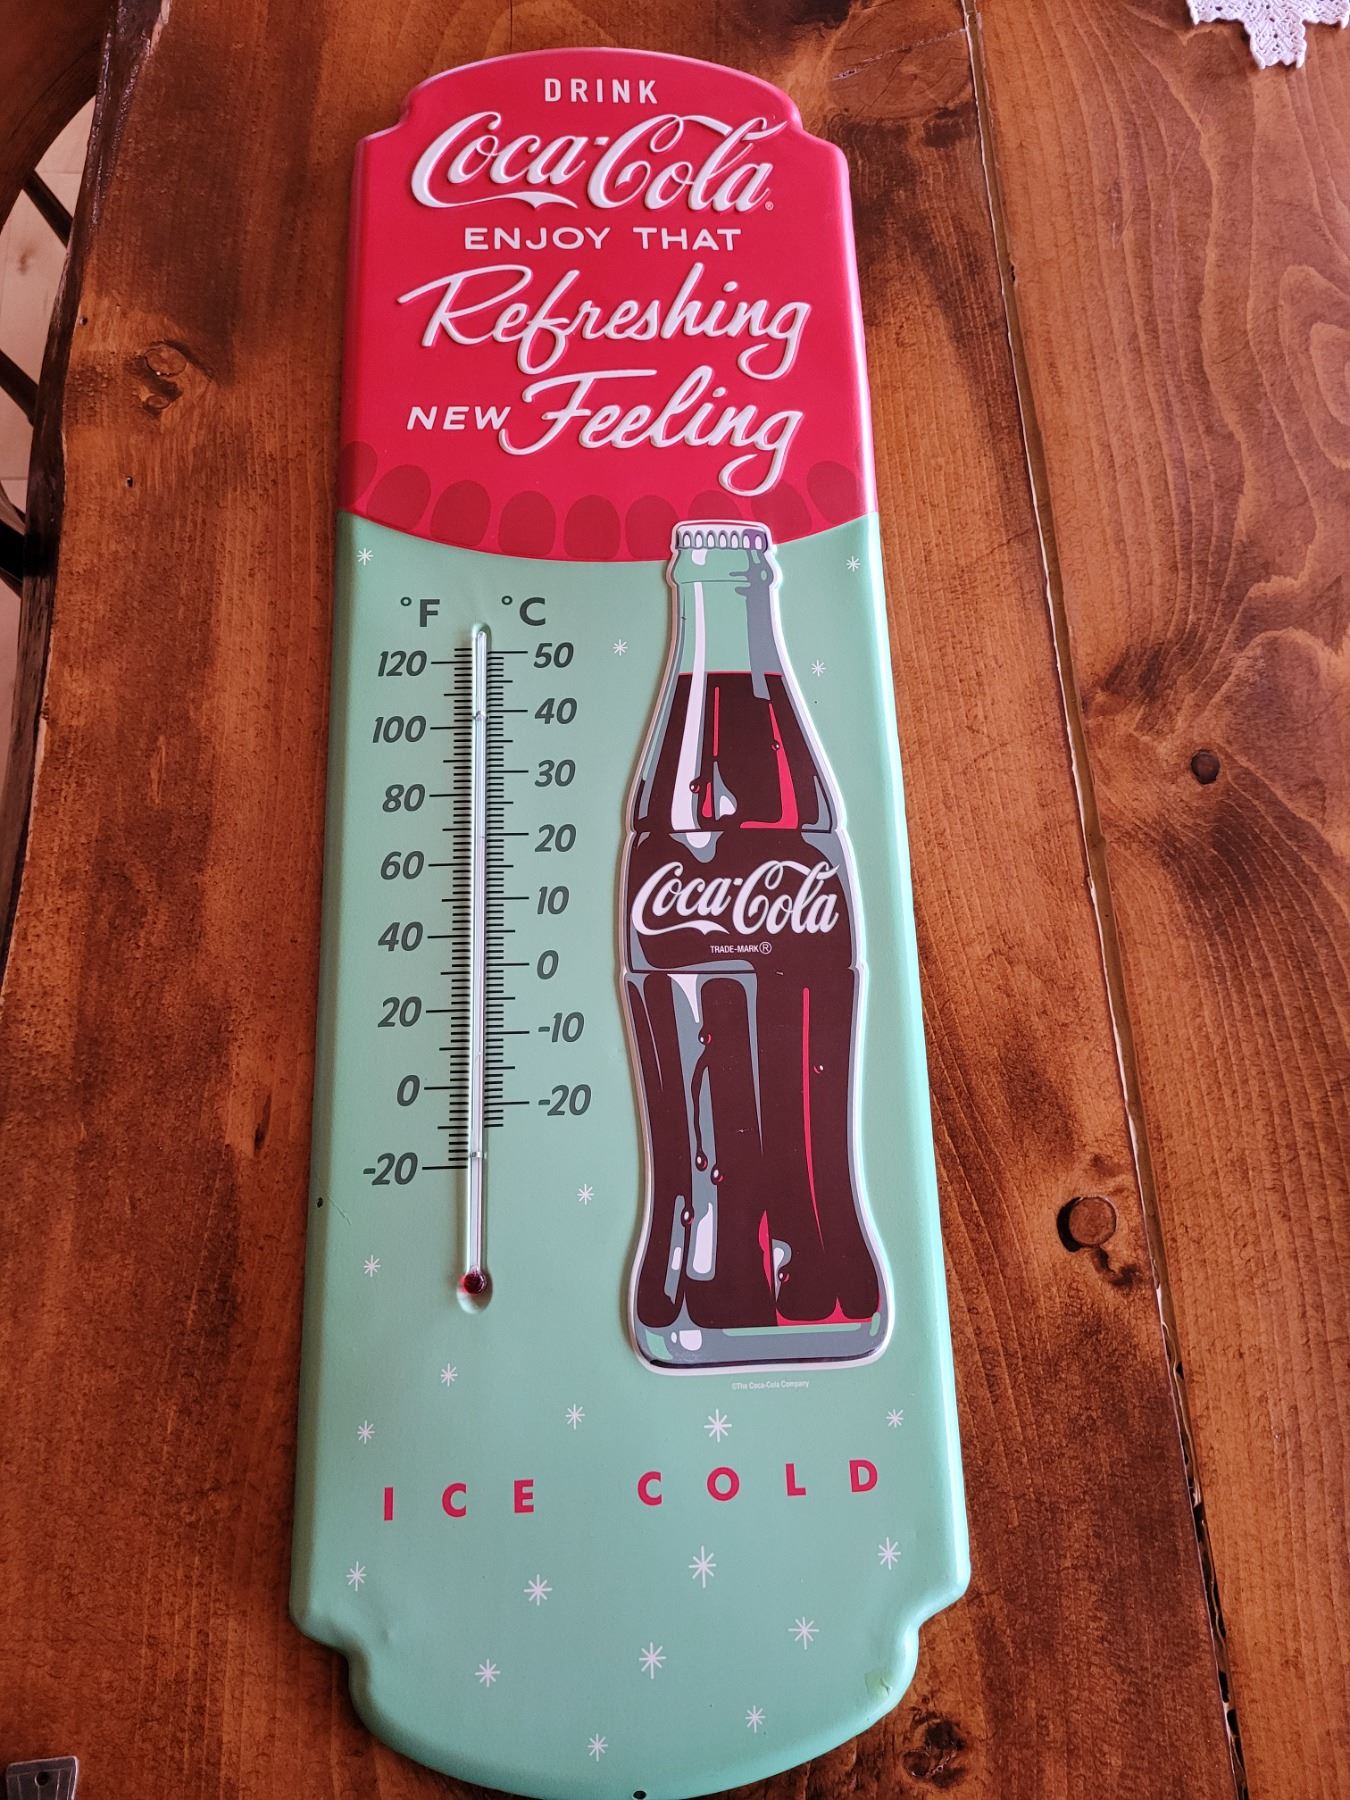 DRINK
Coca-Cola®
ENJOY THAT
Refreshing
NEW Feeling
°F °C
120 50
100 40
80 30
60 20
40 10
20 0
0 -10
-20 -20
Coca-Cola
TRADE-MARK®
©The Coca-Cola Company
ICE COLD